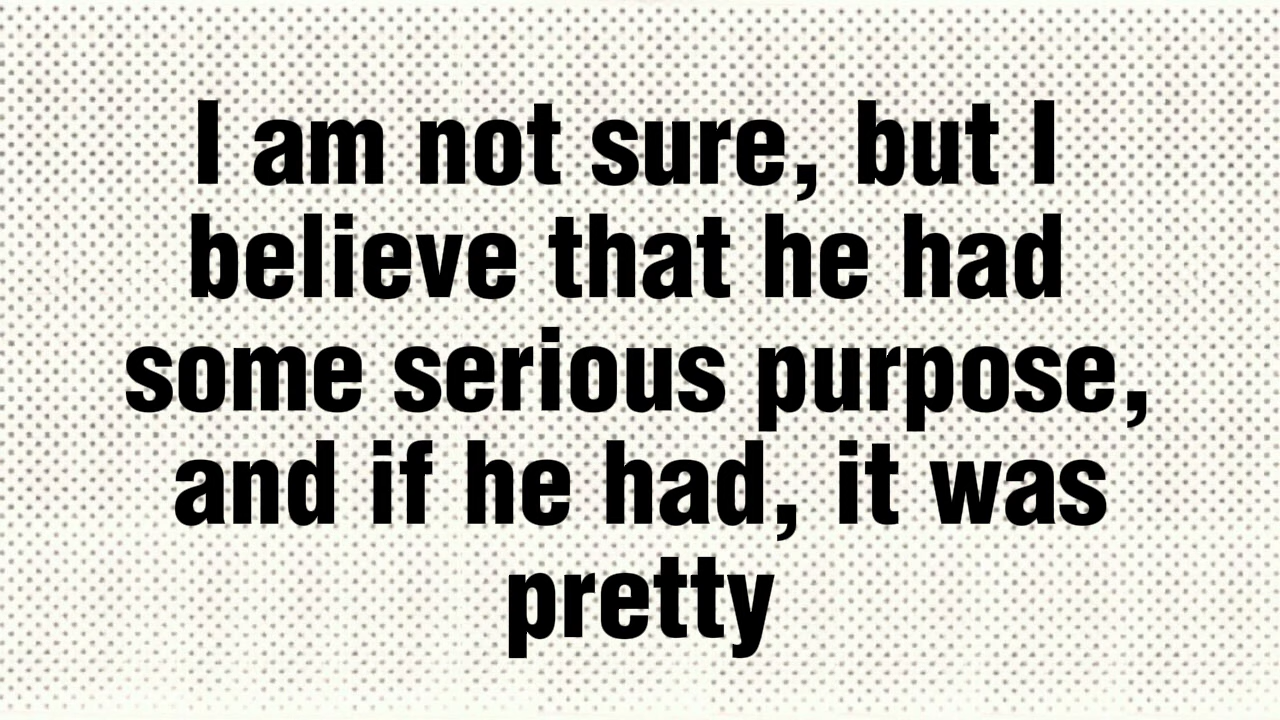 I am not sure, but I
believe that he had
some serious purpose,
and if he had, it was
pretty